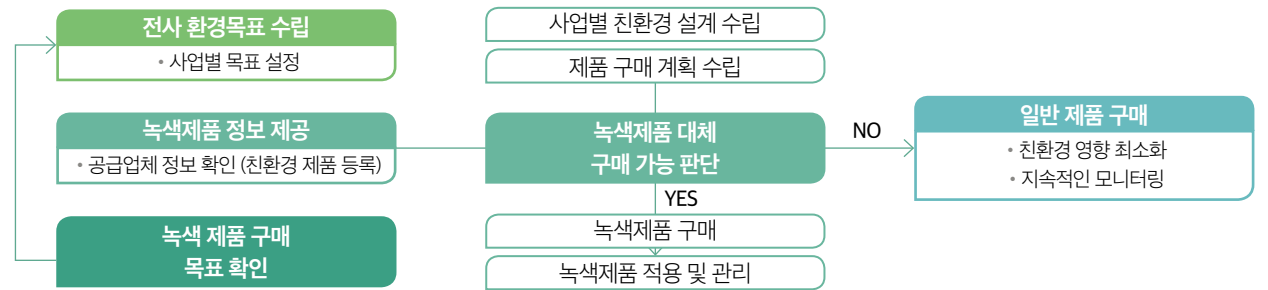 전사 환경목표 수립
• 사업별 목표 설정
녹색제품 정보 제공
• 공급업체 정보 확인 (친환경 제품 등록)
녹색 제품 구매
목표 확인
사업별 친환경 설계 수립
제품 구매 계획 수립
녹색제품 대체
구매 가능 판단
YES
녹색제품 구매
녹색제품 적용 및 관리
NO
일반 제품 구매
• 친환경 영향 최소화
• 지속적인 모니터링